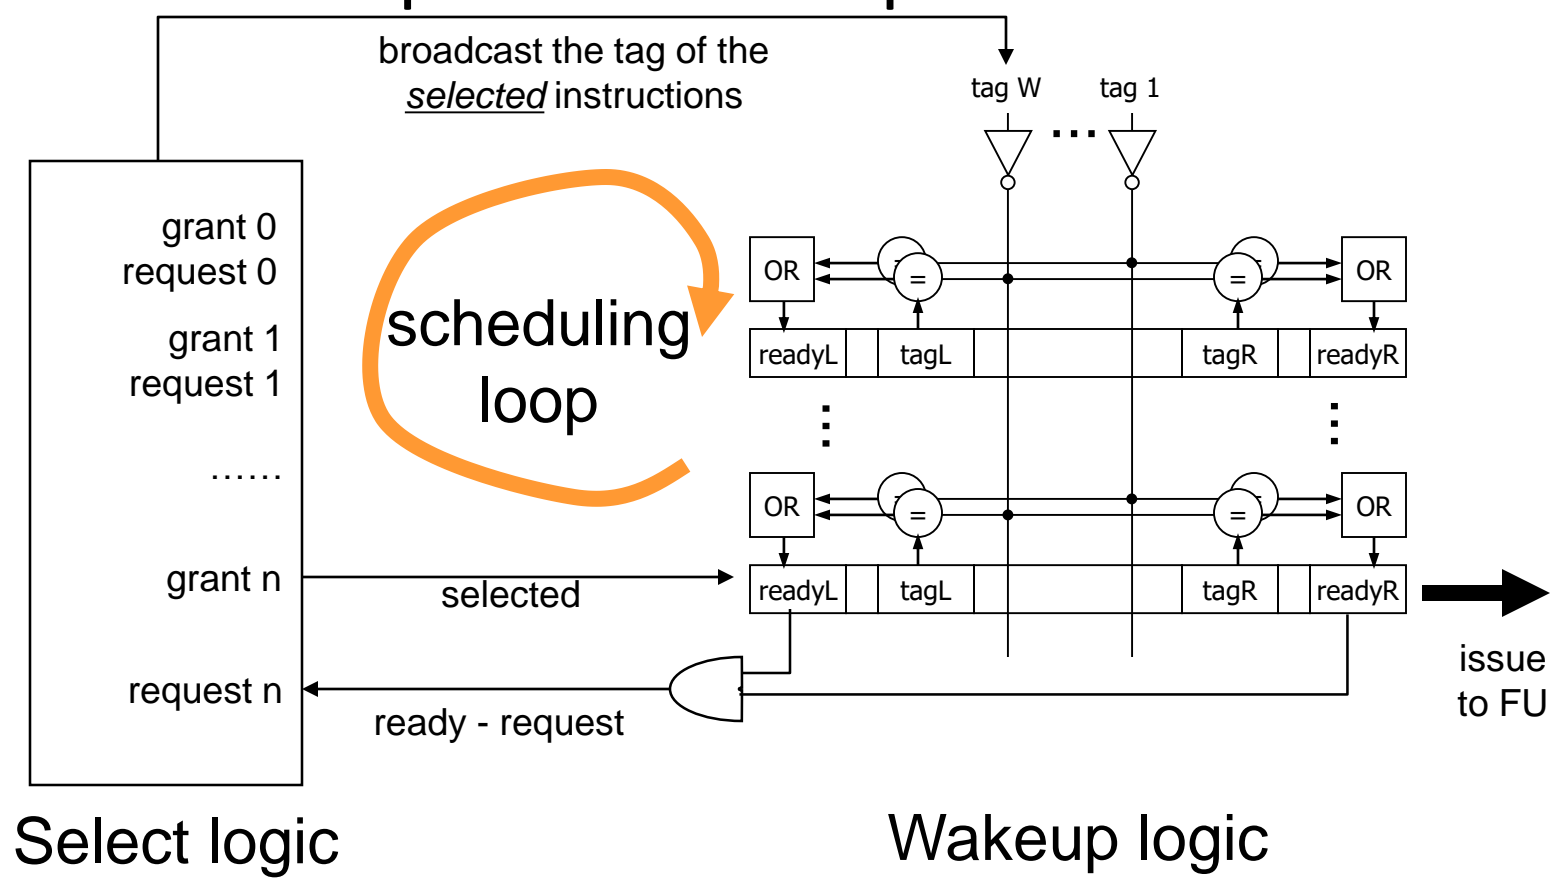 broadcast the tag of the
selected instructions
tag W
...
tag 1
grant 0
request 0
grant 1
request 1
......
grant n
request n
scheduling
loop
OR
=
=
OR
readyL
tagL
tagR
readyR
OR
=
=
OR
readyL
tagL
tagR
readyR
selected
ready - request
issue
to FU
Select logic
Wakeup logic